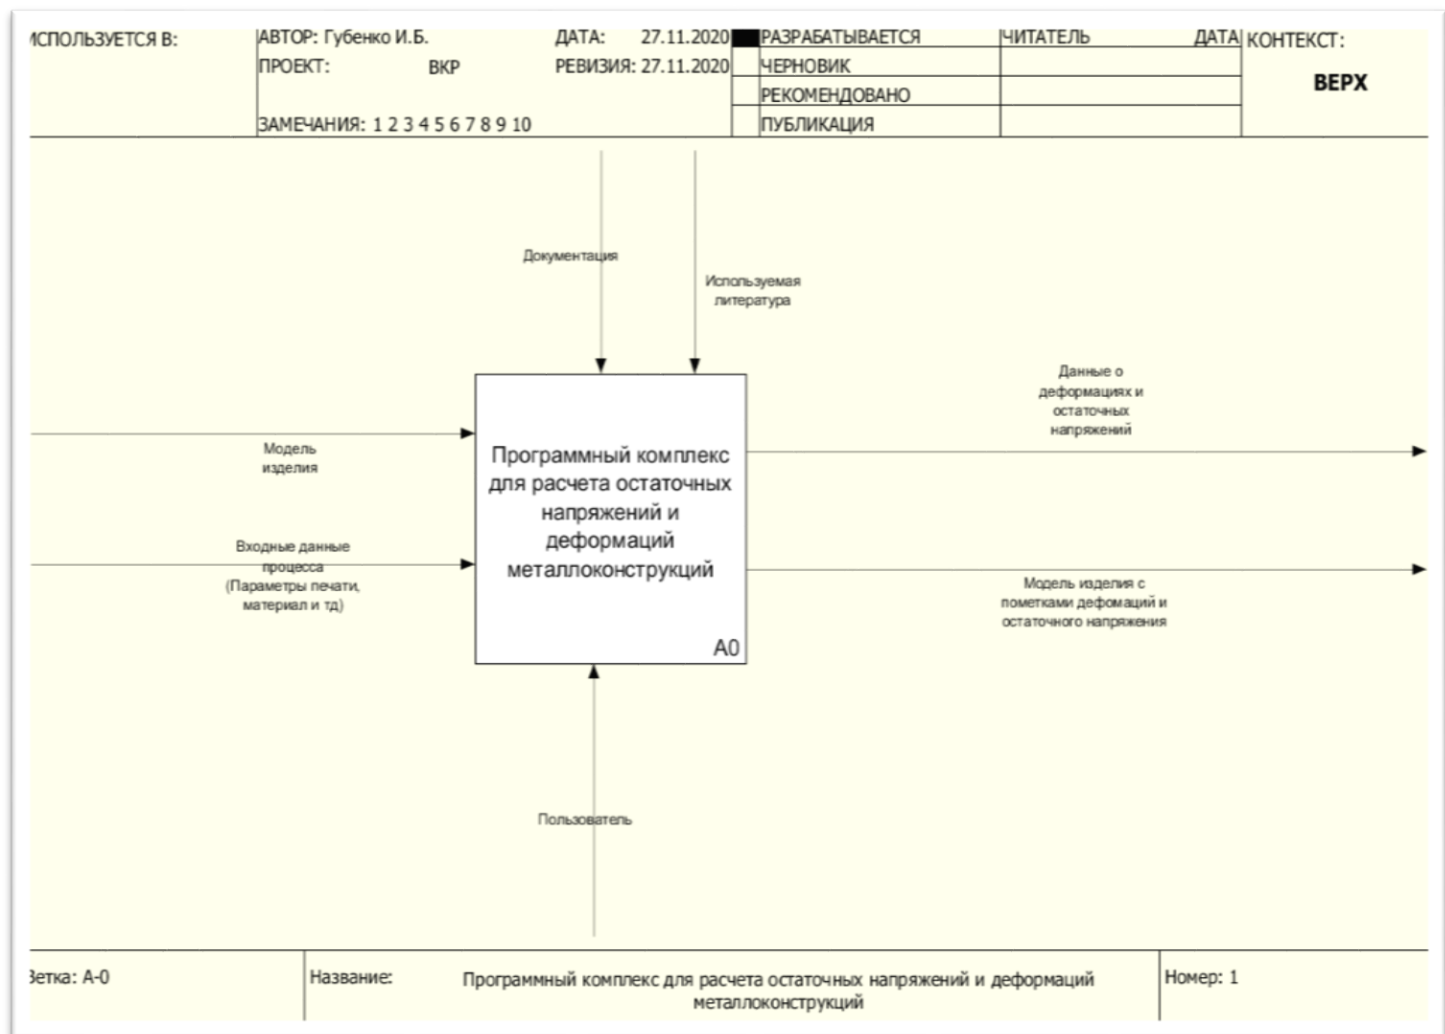 ИСПОЛЬЗУЕТСЯ В:
АВТОР: Губенко И.Б.
ДАТА: 27.11.2020
РАЗРАБАТЫВАЕТСЯ
ЧИТАТЕЛЬ
ДАТА
КОНТЕКСТ:
ПРОЕКТ: ВКР
РЕВИЗИЯ: 27.11.2020
ЧЕРНОВИК
ВЕРХ
РЕКОМЕНДОВАНО
ЗАМЕЧАНИЯ: 1 2 3 4 5 6 7 8 9 10
ПУБЛИКАЦИЯ
Документация
Используемая
литература
Данные о
деформациях и
остаточных
напряжений
Модель
изделия
Программный комплекс
для расчета остаточных
напряжений и
деформаций
металлоконструкций
A0
Входные данные
процесса
(Параметры печати,
материал и тд)
Модель изделия с
пометками дефомаций и
остаточного напряжения
Пользователь
Ветка: A-0
Название:
Программный комплекс для расчета остаточных напряжений и деформаций
металлоконструкций
Номер: 1